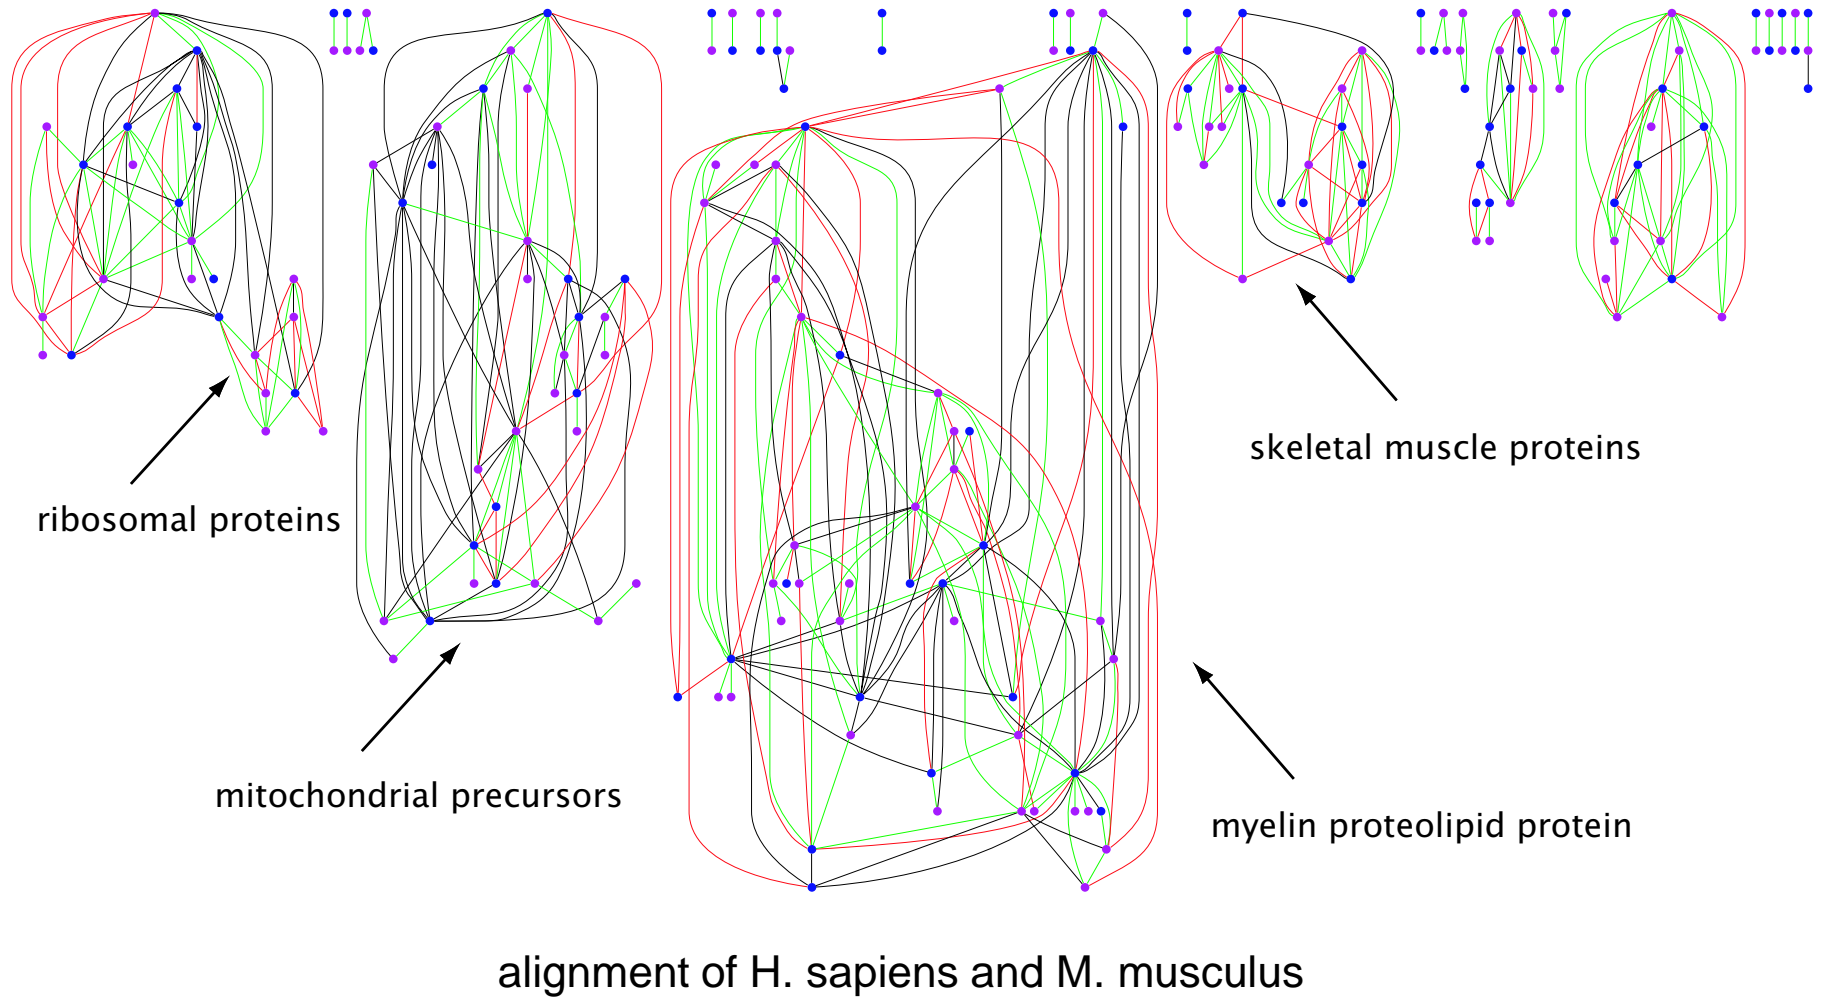 skeletal muscle proteins
ribosomal proteins
mitochondrial precursors
myelin proteolipid protein
alignment of H. sapiens and M. musculus